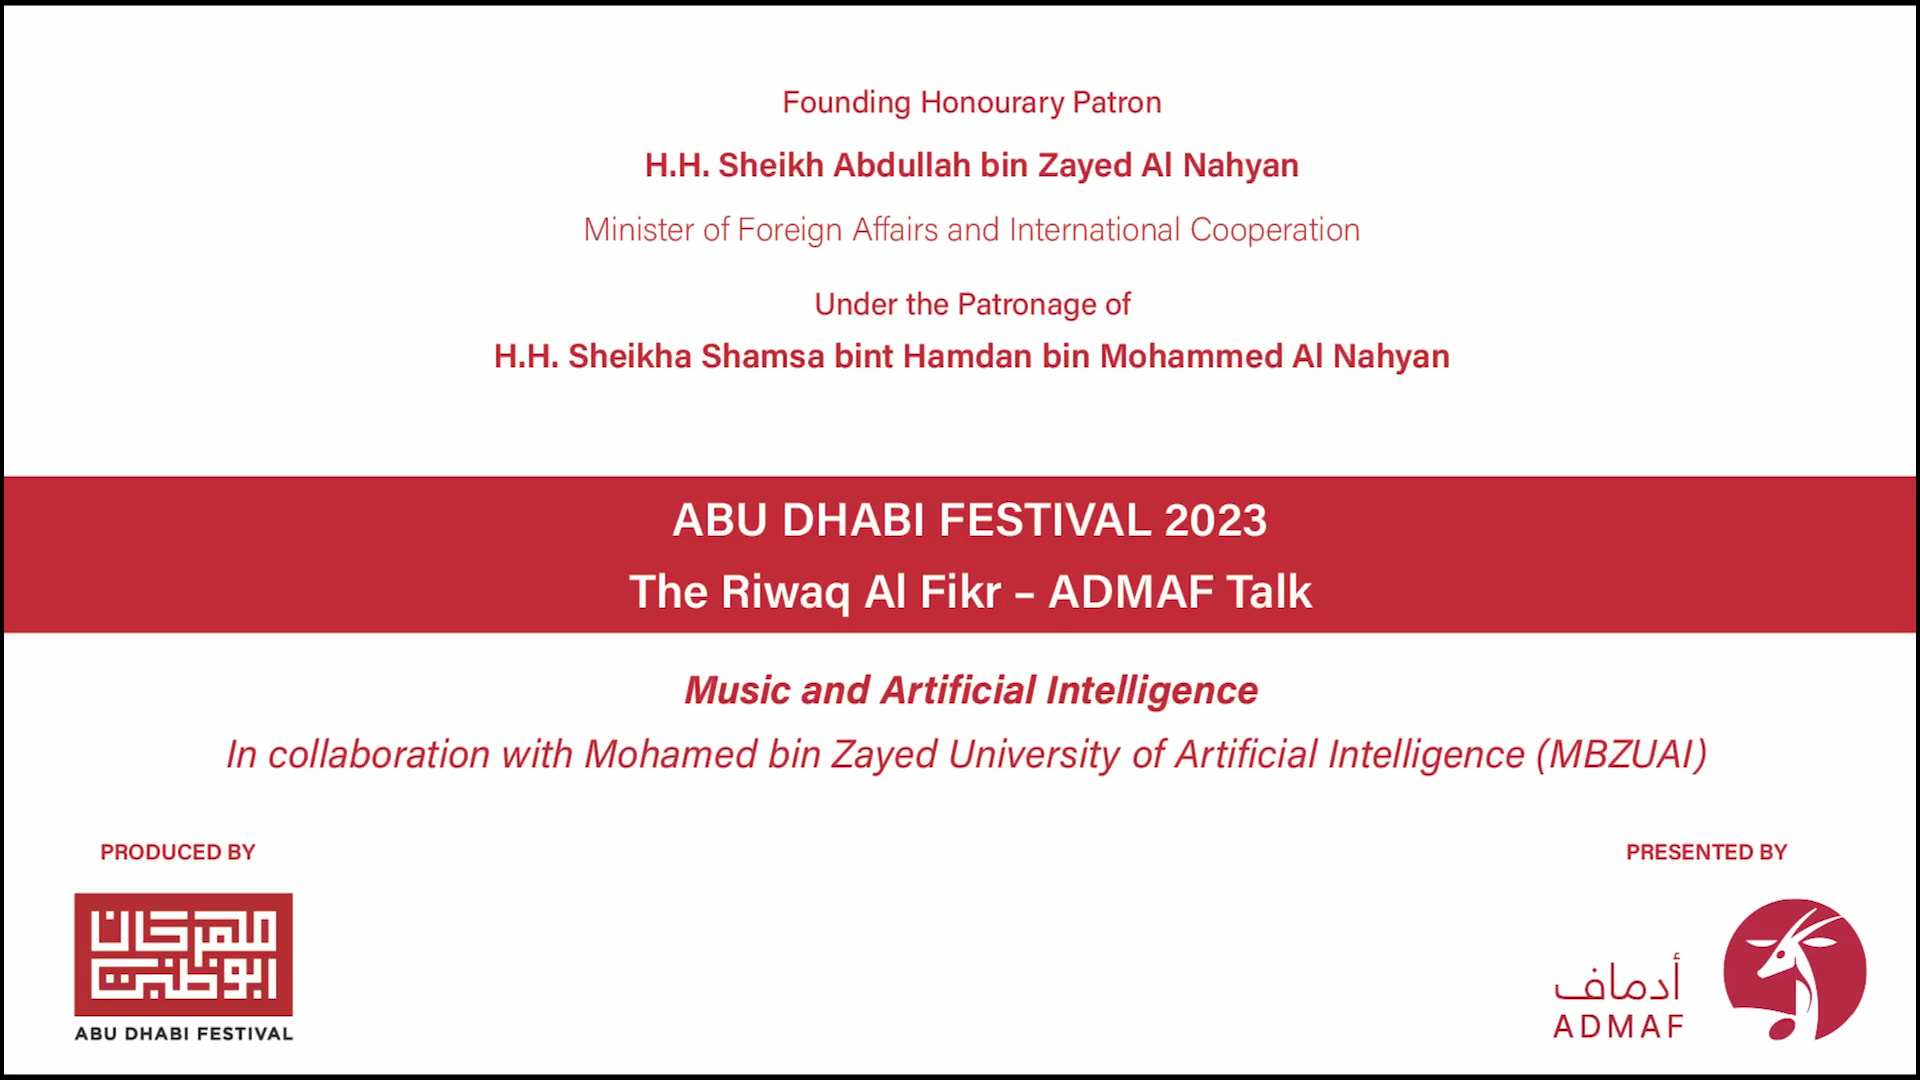 Founding Honourary Patron
H.H. Sheikh Abdullah bin Zayed Al Nahyan
Minister of Foreign Affairs and International Cooperation
Under the Patronage of
H.H. Sheikha Shamsa bint Hamdan bin Mohammed Al Nahyan
ABU DHABI FESTIVAL 2023
The Riwaq Al Fikr – ADMAF Talk
Music and Artificial Intelligence
In collaboration with Mohamed bin Zayed University of Artificial Intelligence (MBZUAI)
PRODUCED BY
مهرجان
أبوظبي
ABU DHABI FESTIVAL
PRESENTED BY
أدماف
ADMAF